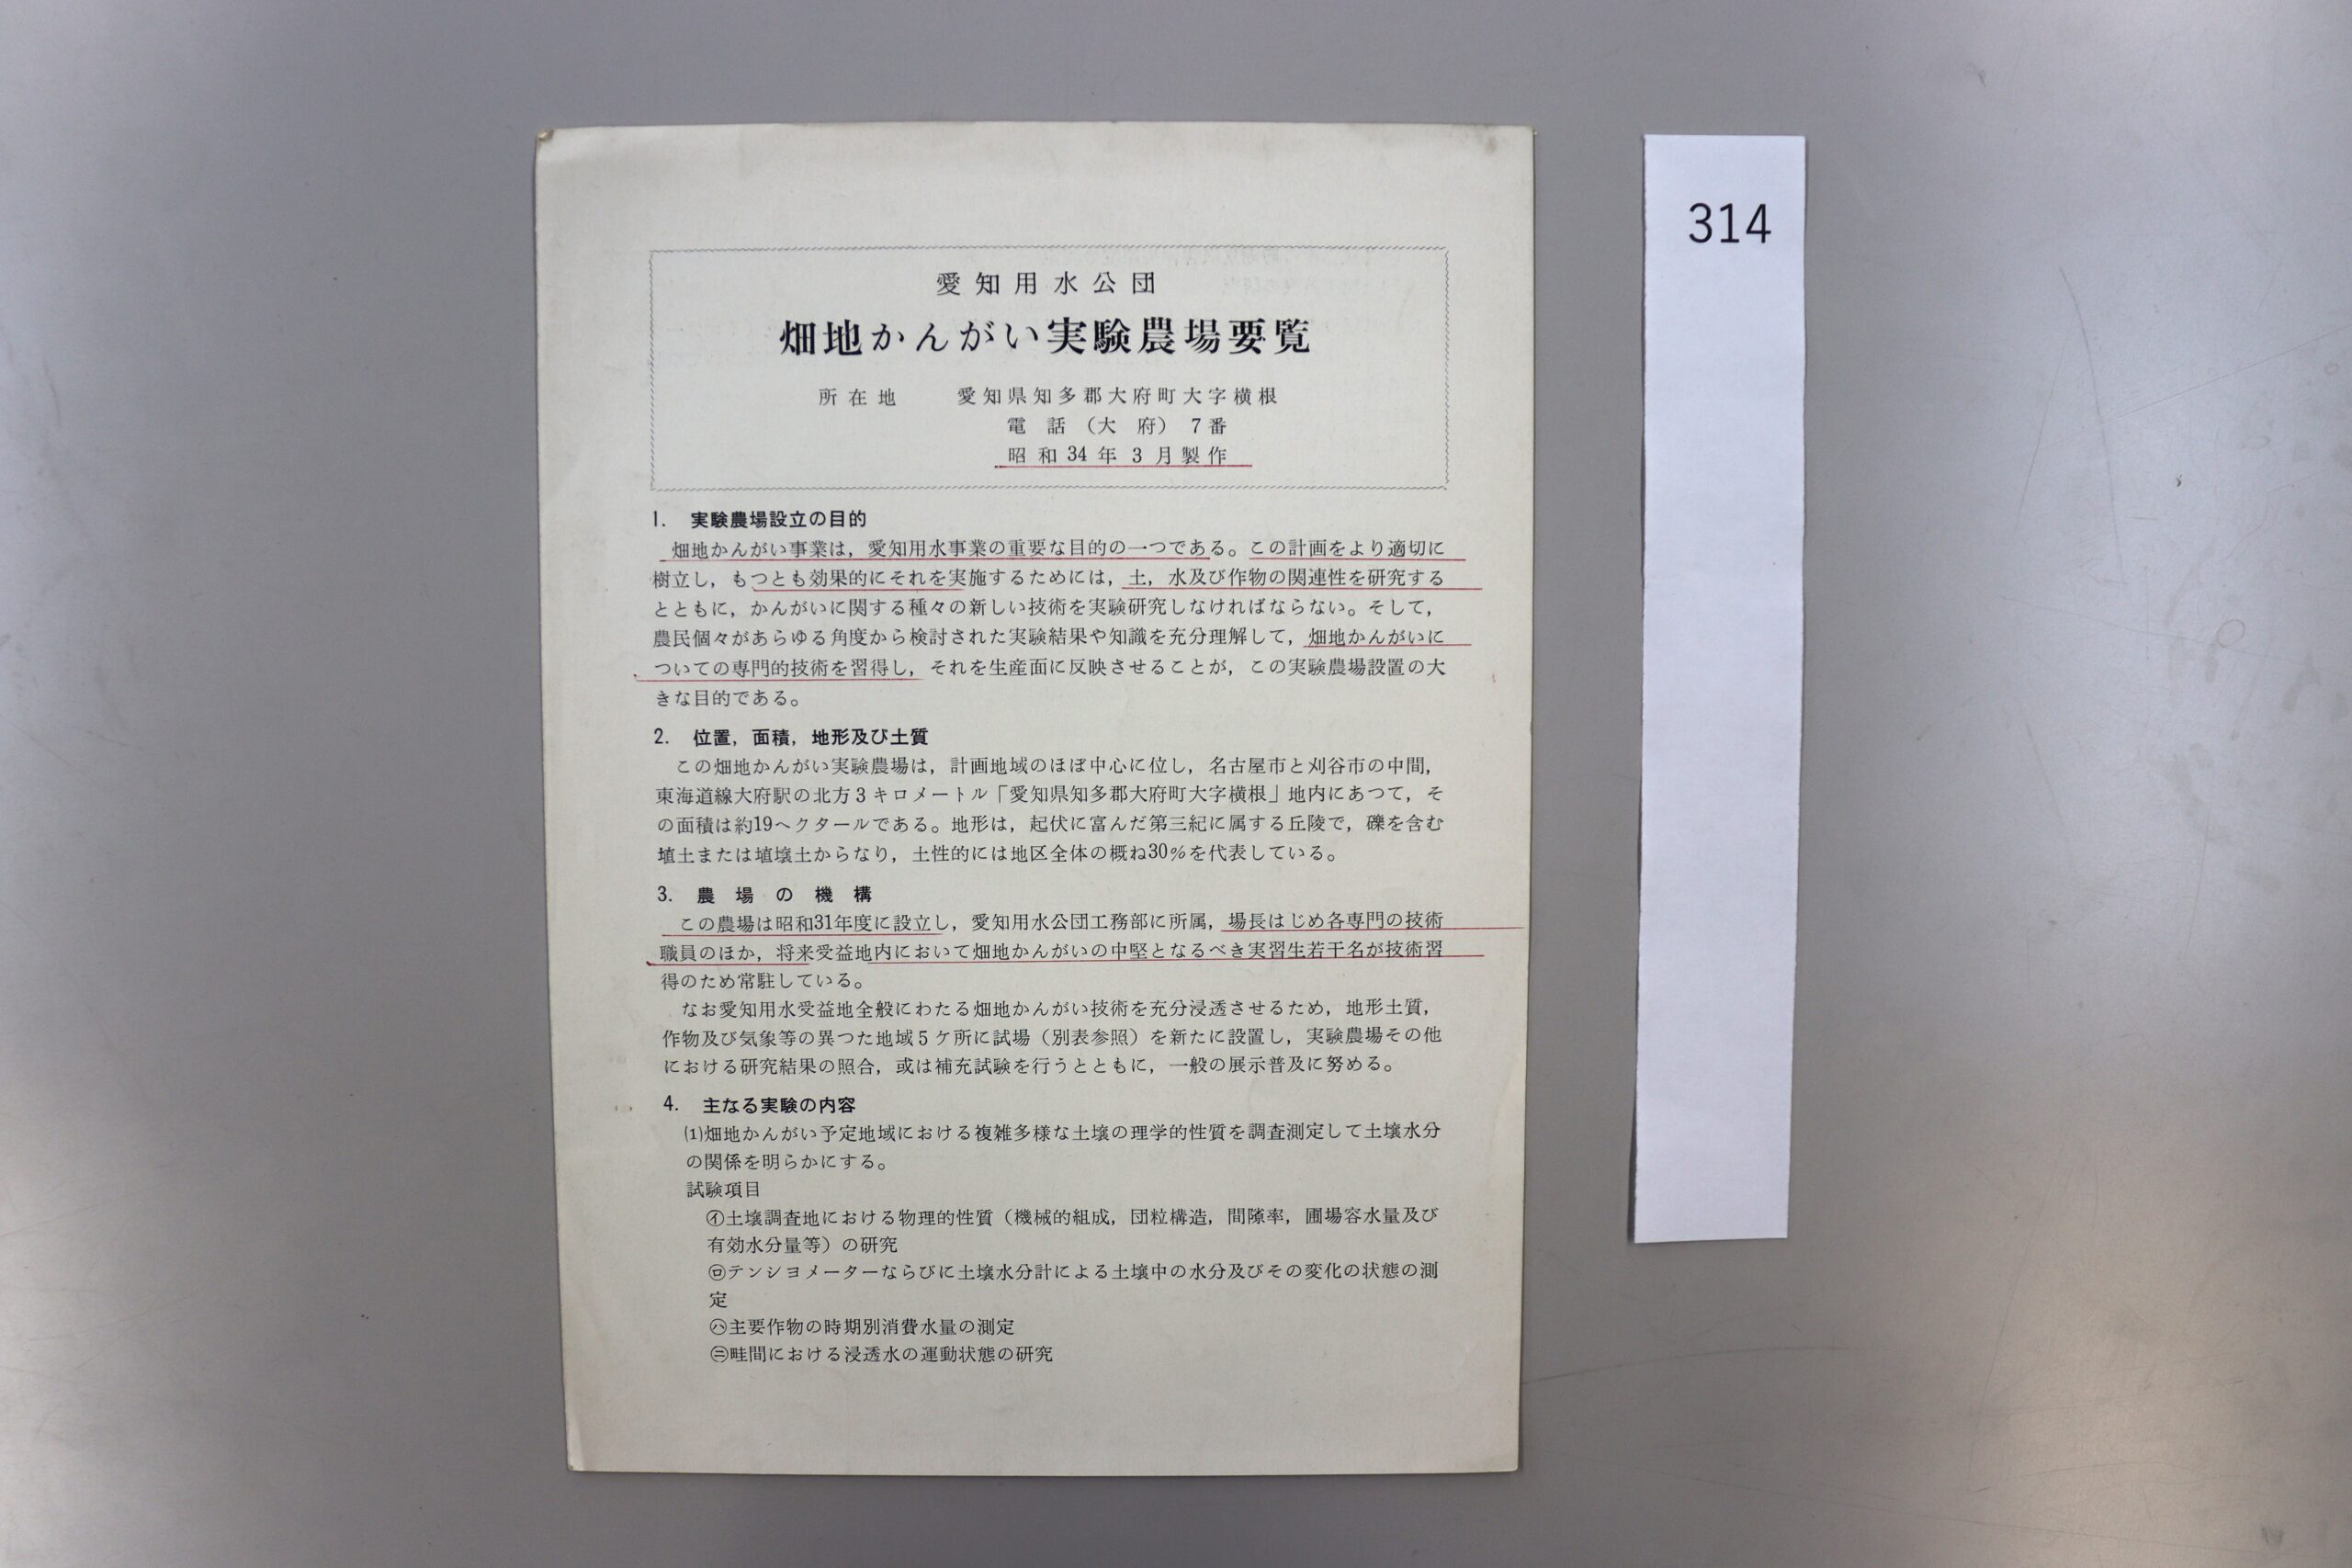 愛知用水公団
畑地かんがい実験農場要覧
所在地　愛知県知多郡大府町大字横根
電話（大府）7番
昭和34年3月製作
1. 実験農場設立の目的
畑地かんがい事業は，愛知用水事業の重要な目的の一つである。この計画をより適切に
樹立し，もつとも効果的にそれを実施するためには，土，水及び作物の関連性を研究する
とともに，かんがいに関する種々の新しい技術を実験研究しなければならない。そして，
農民個々があらゆる角度から検討された実験結果や知識を充分理解して，畑地かんがいに
ついての専門的技術を習得し，それを生産面に反映させることが，この実験農場設置の大
きな目的である。
2. 位置，面積，地形及び土質
この畑地かんがい実験農場は，計画地域のほぼ中心に位し，名古屋市と刈谷市の中間，
東海道線大府駅の北方3キロメートル「愛知県知多郡大府町大字横根」地内にあつて，そ
の面積は約19ヘクタールである。地形は，起伏に富んだ第三紀に属する丘陵で，礫を含む
埴土または埴壌土からなり，土性的には地区全体の概ね30%を代表している。
3. 農場の機構
この農場は昭和31年度に設立し，愛知用水公団工務部に所属，場長はじめ各専門の技術
職員のほか，将来受益地内において畑地かんがいの中堅となるべき実習生若干名が技術習
得のため常駐している。
なお愛知用水受益地全般にわたる畑地かんがい技術を充分浸透させるため，地形土質，
作物及び気象等の異つた地域5ケ所に試場（別表参照）を新たに設置し，実験農場その他
における研究結果の照合，或は補充試験を行うとともに，一般の展示普及に努める。
4. 主なる実験の内容
⑴畑地かんがい予定地域における複雑多様な土壌の理学的性質を調査測定して土壌水分
の関係を明らかにする。
試験項目
㋑土壌調査地における物理的性質（機械的組成，団粒構造，間隙率，圃場容水量及び
有効水分量等）の研究
㋺テンシヨメーターならびに土壌水分計による土壌中の水分及びその変化の状態の測
定
㋩主要作物の時期別消費水量の測定
㊁畦間における浸透水の運動状態の研究
314